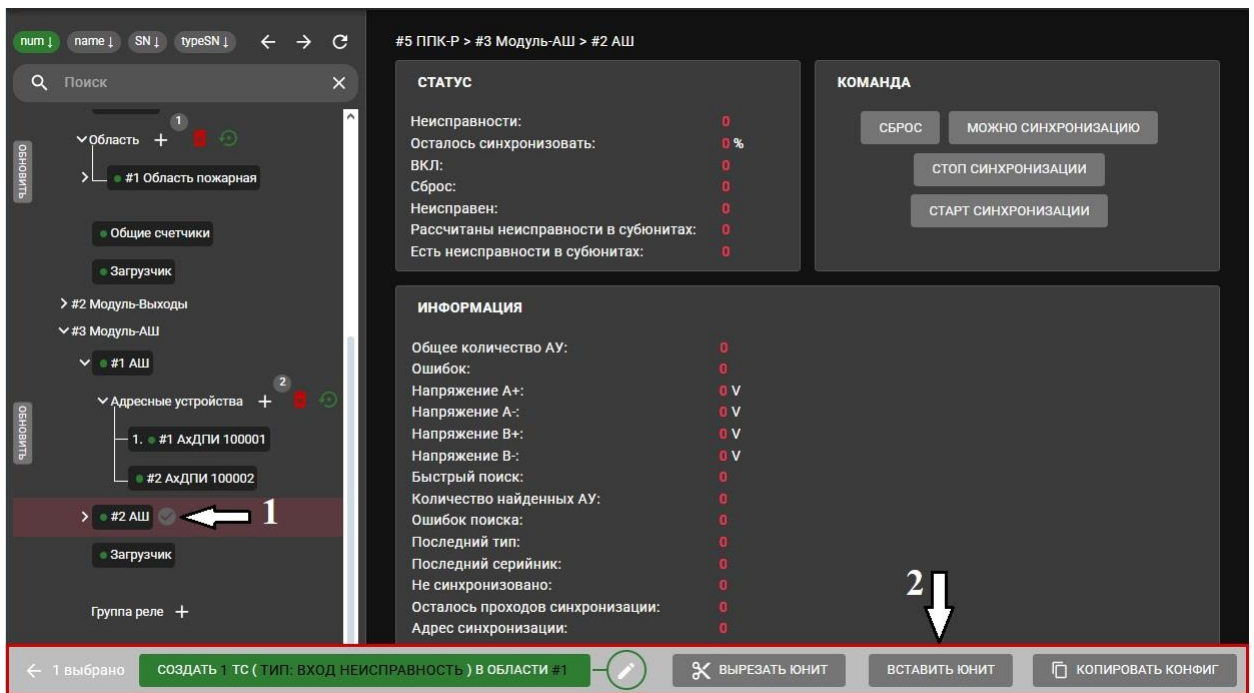 num ↓ name ↓ SN ↓ typeSN ↓
Поиск
ОБНОВИТЬ
Область + 1
#1 Область пожарная
Общие счетчики
Загрузчик
#2 Модуль-Выходы
#3 Модуль-АШ
#1 АШ
ОБНОВИТЬ
Адресные устройства + 2
1. #1 АхДПИ 100001
#2 АхДПИ 100002
#2 АШ 1
Загрузчик
Группа реле +
#5 ППК-Р > #3 Модуль-АШ > #2 АШ
СТАТУС
Неисправности: 0
Осталось синхронизовать: 0 %
ВКЛ: 0
Сброс: 0
Неисправен: 0
Рассчитаны неисправности в субюнитах: 0
Есть неисправности в субюнитах: 0
КОМАНДА
СБРОС МОЖНО СИНХРОНИЗАЦИЮ
СТОП СИНХРОНИЗАЦИИ
СТАРТ СИНХРОНИЗАЦИИ
ИНФОРМАЦИЯ
Общее количество АУ: 0
Ошибок: 0
Напряжение А+: 0 V
Напряжение А-: 0 V
Напряжение В+: 0 V
Напряжение В-: 0 V
Быстрый поиск: 0
Количество найденных АУ: 0
Ошибок поиска: 0
Последний тип: 0
Последний серийник: 0
Не синхронизовано: 0
Осталось проходов синхронизации: 0
Адрес синхронизации: 0
2
← 1 выбрано СОЗДАТЬ 1 ТС ( ТИП: ВХОД НЕИСПРАВНОСТЬ ) В ОБЛАСТИ #1 ВЫРЕЗАТЬ ЮНИТ ВСТАВИТЬ ЮНИТ КОПИРОВАТЬ КОНФИГ